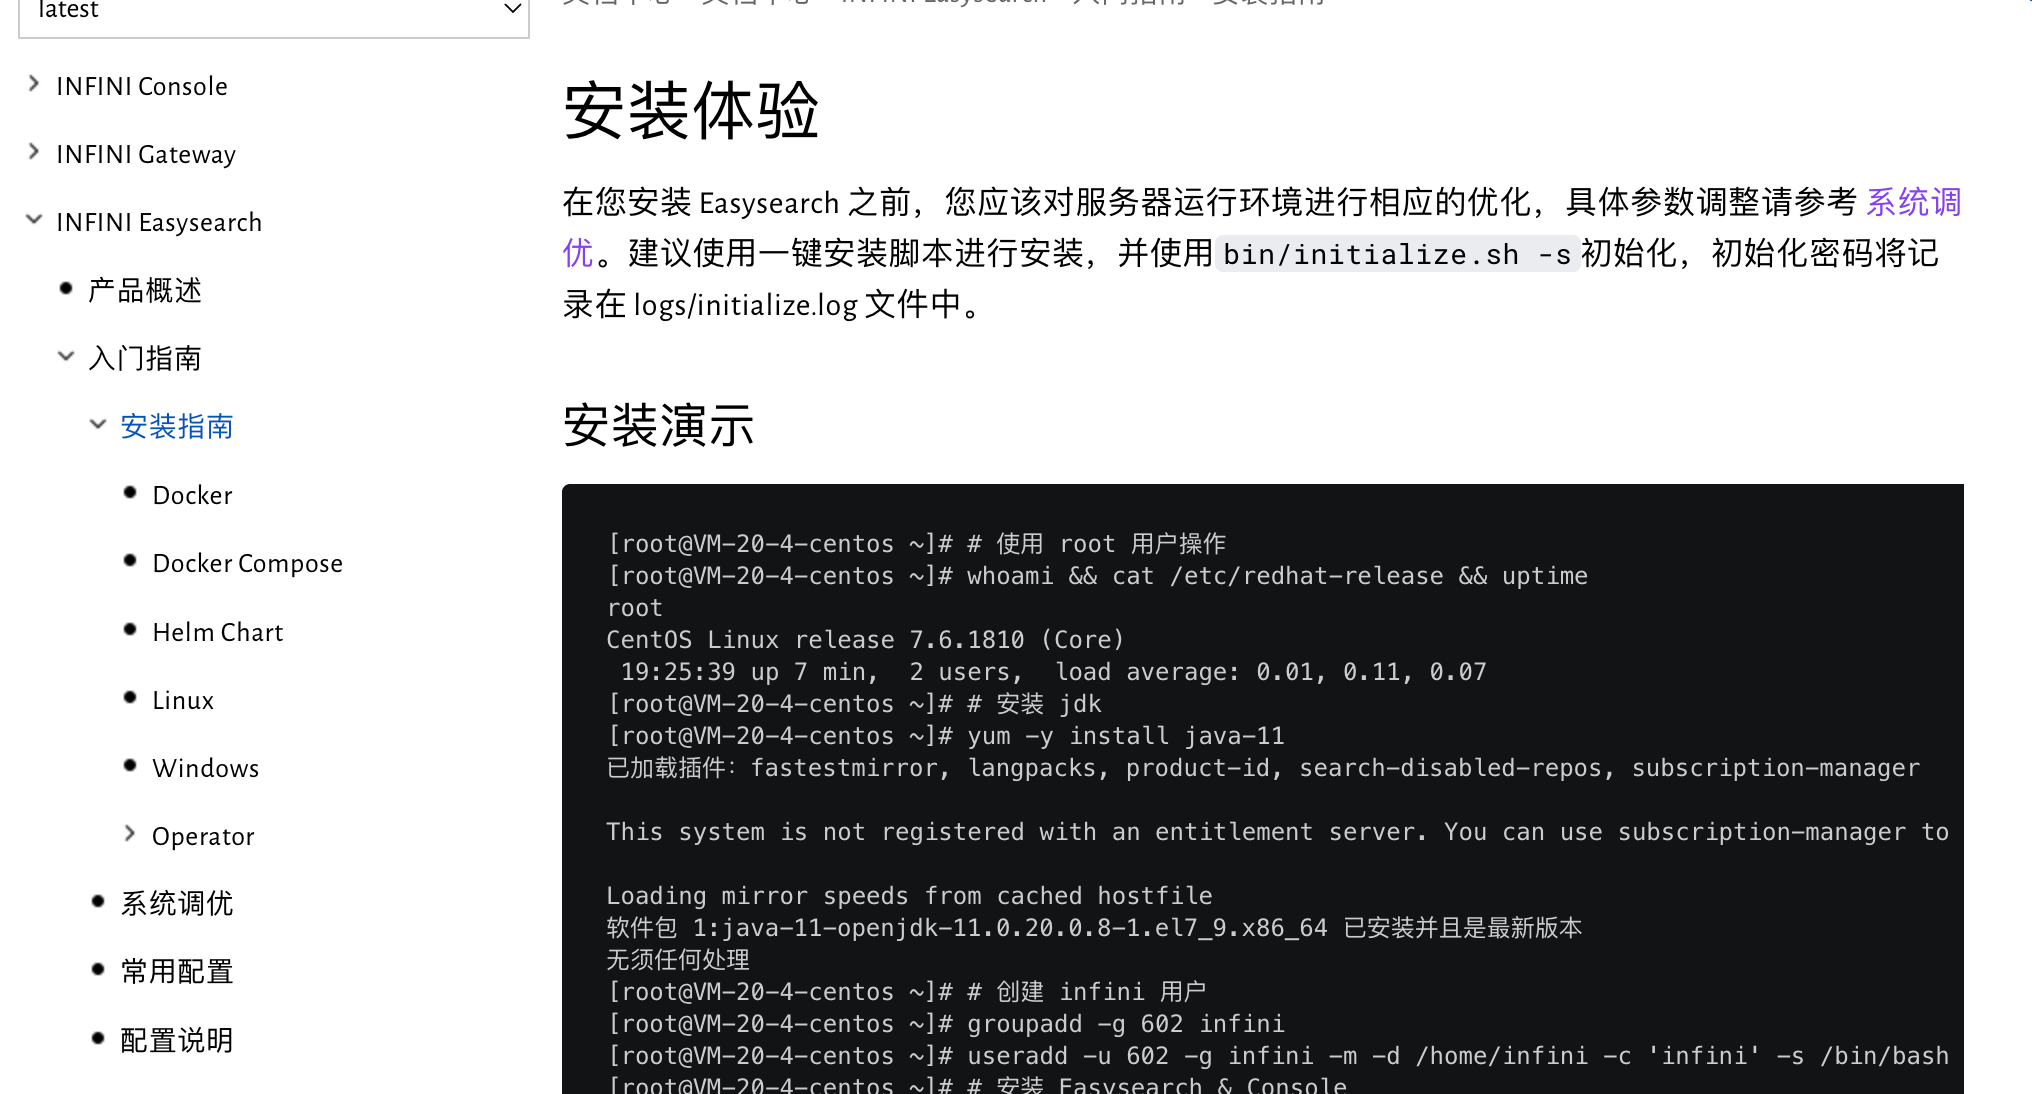 latest
INFINI Console
INFINI Gateway
INFINI Easysearch
产品概述
入门指南
安装指南
Docker
Docker Compose
Helm Chart
Linux
Windows
Operator
系统调优
常用配置
配置说明
安装体验
在您安装 Easysearch 之前，您应该对服务器运行环境进行相应的优化，具体参数调整请参考 系统调
优。建议使用一键安装脚本进行安装，并使用 bin/initialize.sh -s 初始化，初始化密码将记
录在 logs/initialize.log 文件中。
安装演示
[root@VM-20-4-centos ~]# # 使用 root 用户操作
[root@VM-20-4-centos ~]# whoami && cat /etc/redhat-release && uptime
root
CentOS Linux release 7.6.1810 (Core)
 19:25:39 up 7 min,  2 users,  load average: 0.01, 0.11, 0.07
[root@VM-20-4-centos ~]# # 安装 jdk
[root@VM-20-4-centos ~]# yum -y install java-11
已加载插件：fastestmirror, langpacks, product-id, search-disabled-repos, subscription-manager
This system is not registered with an entitlement server. You can use subscription-manager to
Loading mirror speeds from cached hostfile
软件包 1:java-11-openjdk-11.0.20.0.8-1.el7_9.x86_64 已安装并且是最新版本
无须任何处理
[root@VM-20-4-centos ~]# # 创建 infini 用户
[root@VM-20-4-centos ~]# groupadd -g 602 infini
[root@VM-20-4-centos ~]# useradd -u 602 -g infini -m -d /home/infini -c 'infini' -s /bin/bash
[root@VM-20-4-centos ~]# # 安装 Easysearch & Console